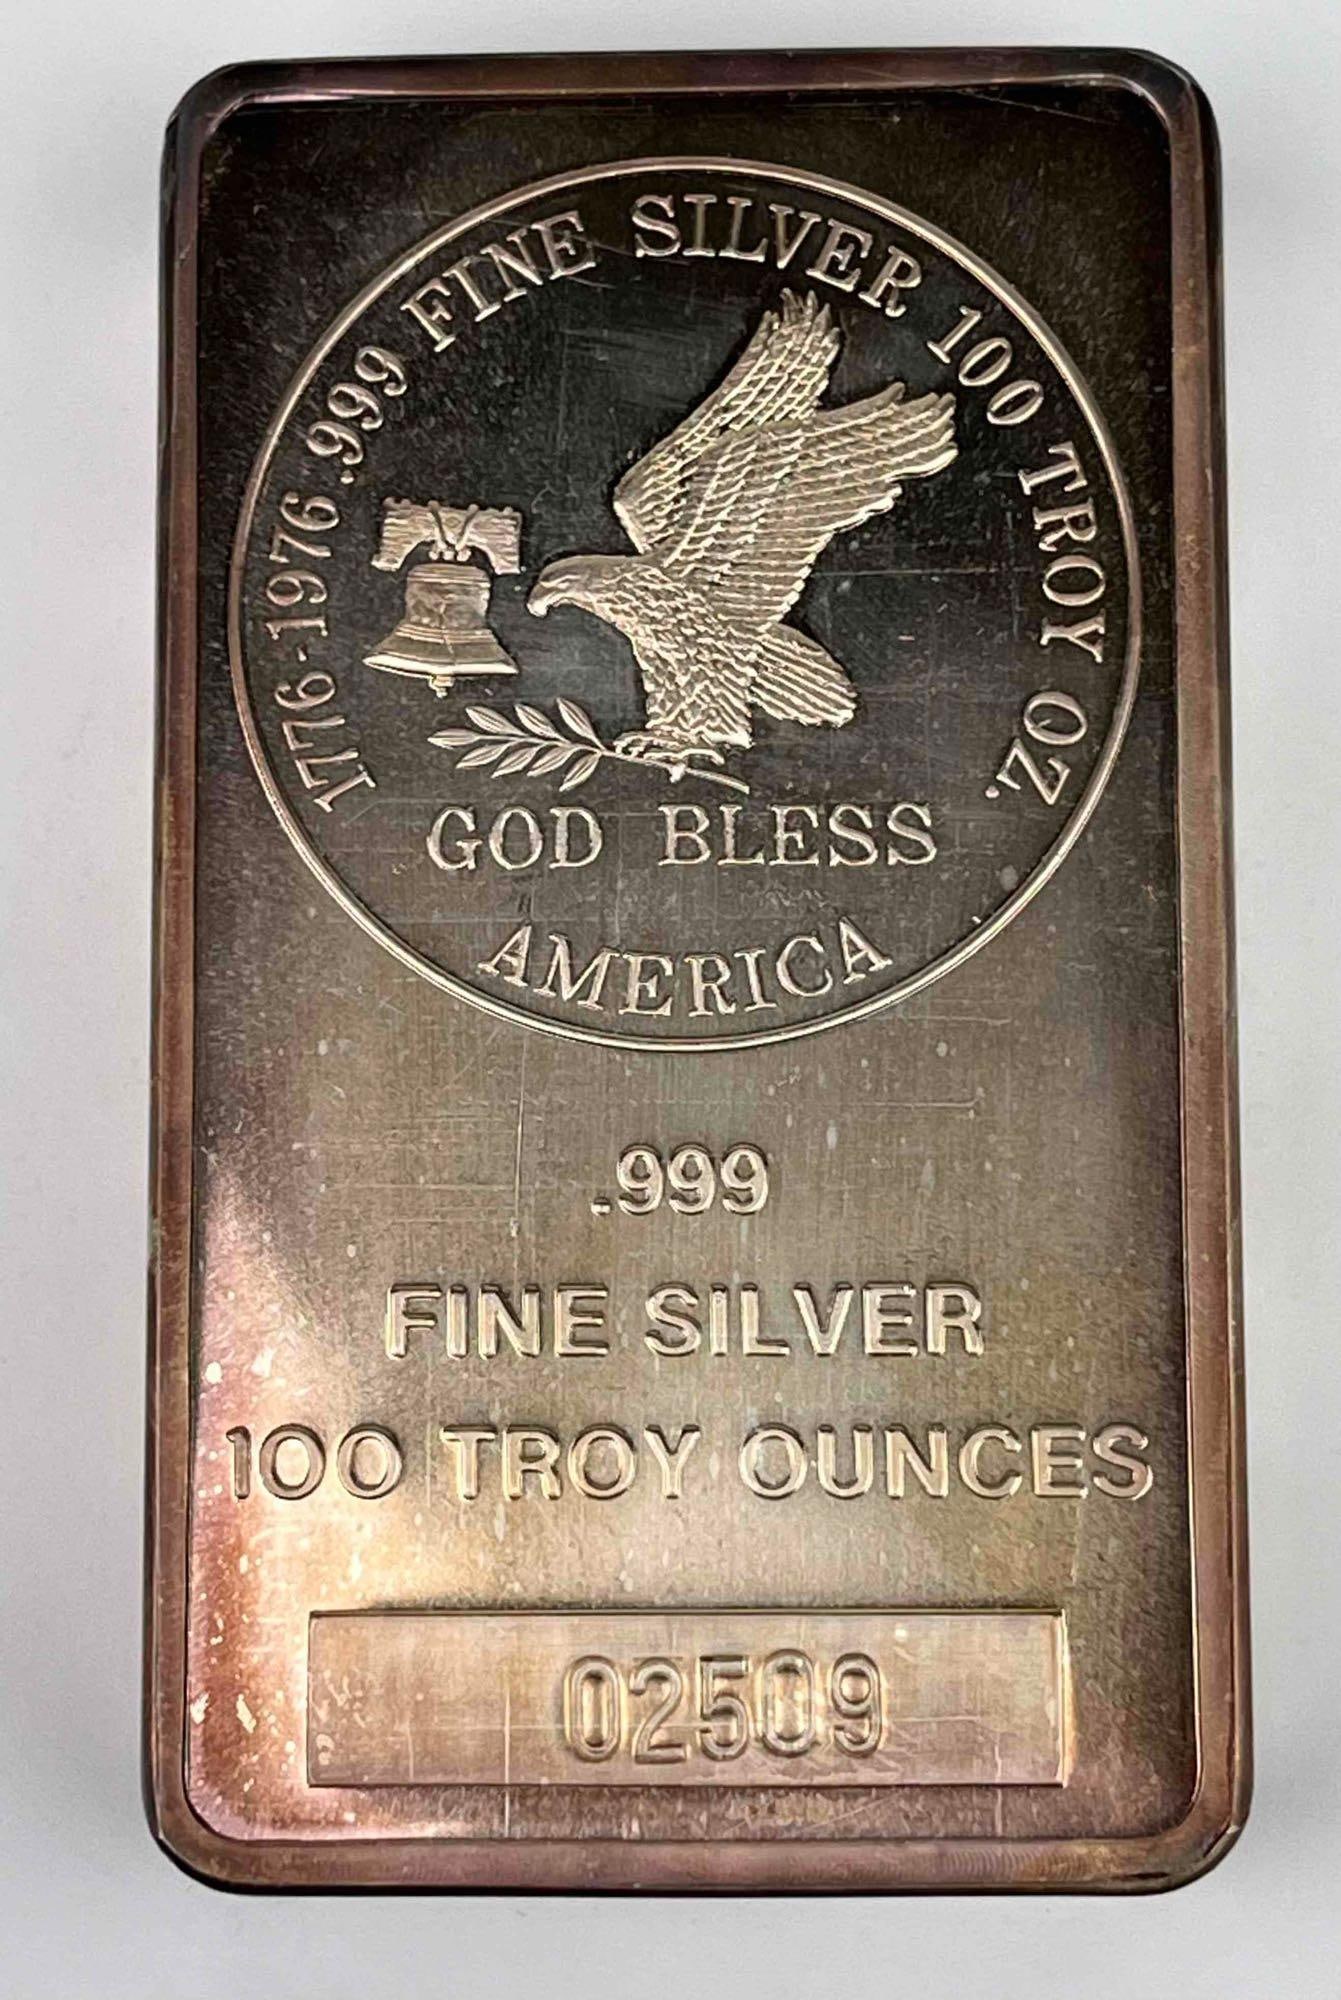 1776-1976 .999 FINE SILVER 100 TROY OZ.
GOD BLESS
AMERICA
.999
FINE SILVER
100 TROY OUNCES
02509